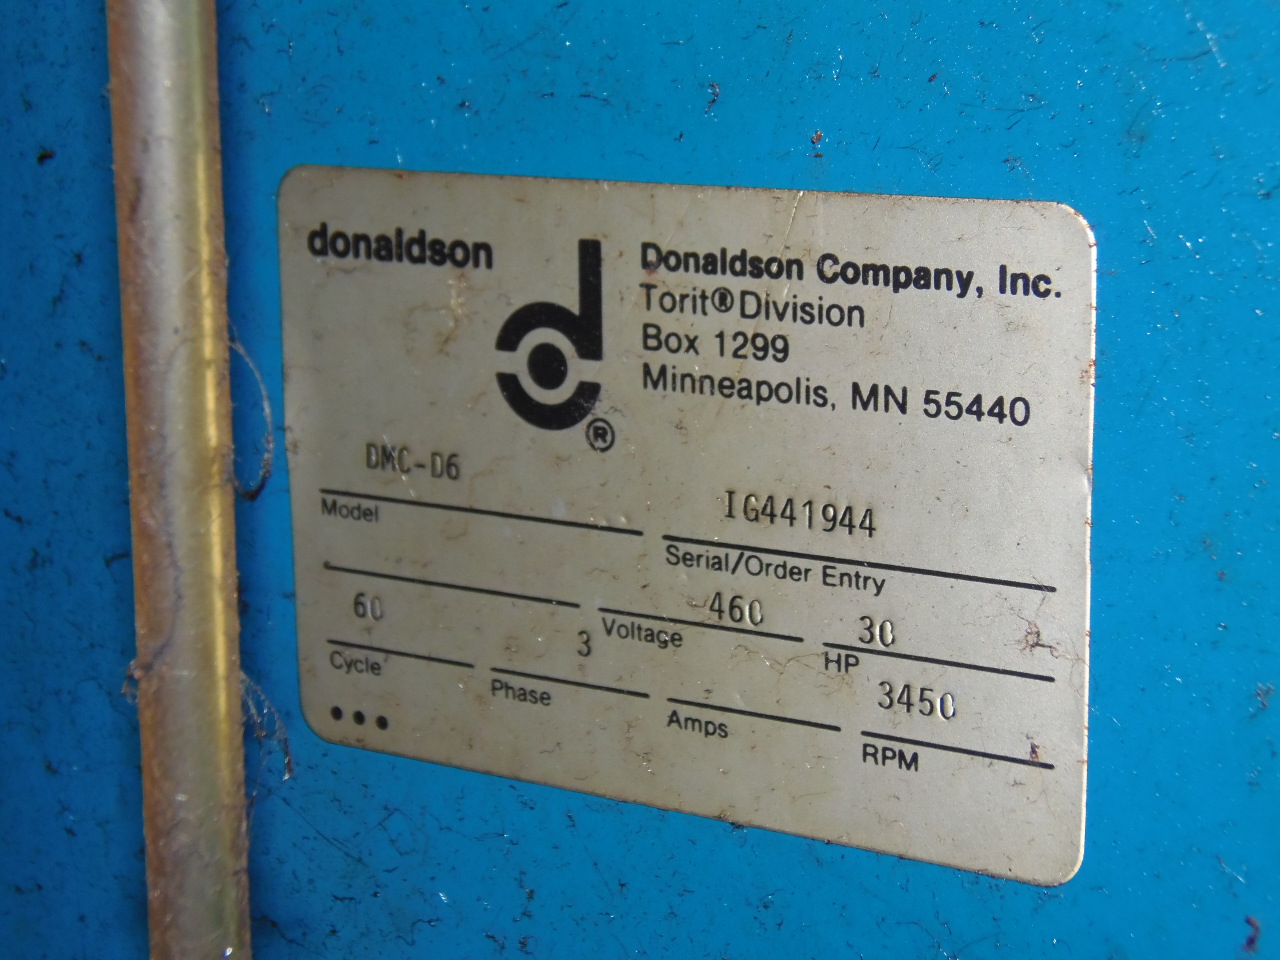 donaldson
d
®
Donaldson Company, Inc.
Torit® Division
Box 1299
Minneapolis, MN 55440
DMC-D6
Model
IG441944
Serial/Order Entry
460
Voltage
30
HP
60
Cycle
3
Phase
Amps
3450
RPM